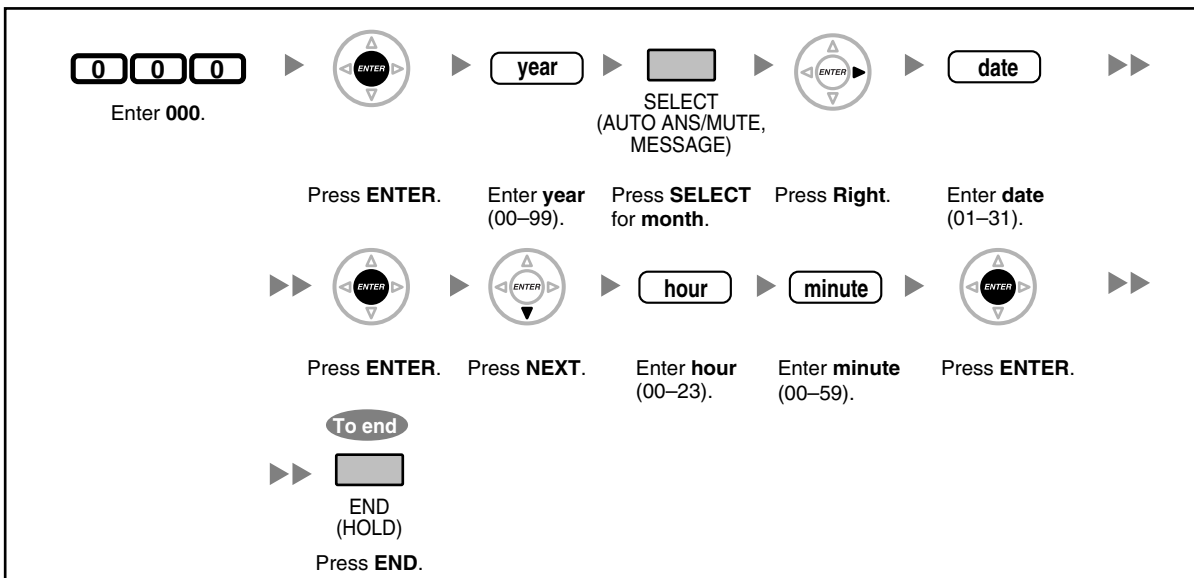 0 0 0
ENTER
year
ENTER
date
SELECT
(AUTO ANS/MUTE,
MESSAGE)
Enter 000.
Press ENTER.
Enter year
(00–99).
Press SELECT
for month.
Press Right.
Enter date
(01–31).
ENTER
ENTER
hour
minute
ENTER
Press ENTER.
Press NEXT.
Enter hour
(00–23).
Enter minute
(00–59).
Press ENTER.
To end
END
(HOLD)
Press END.